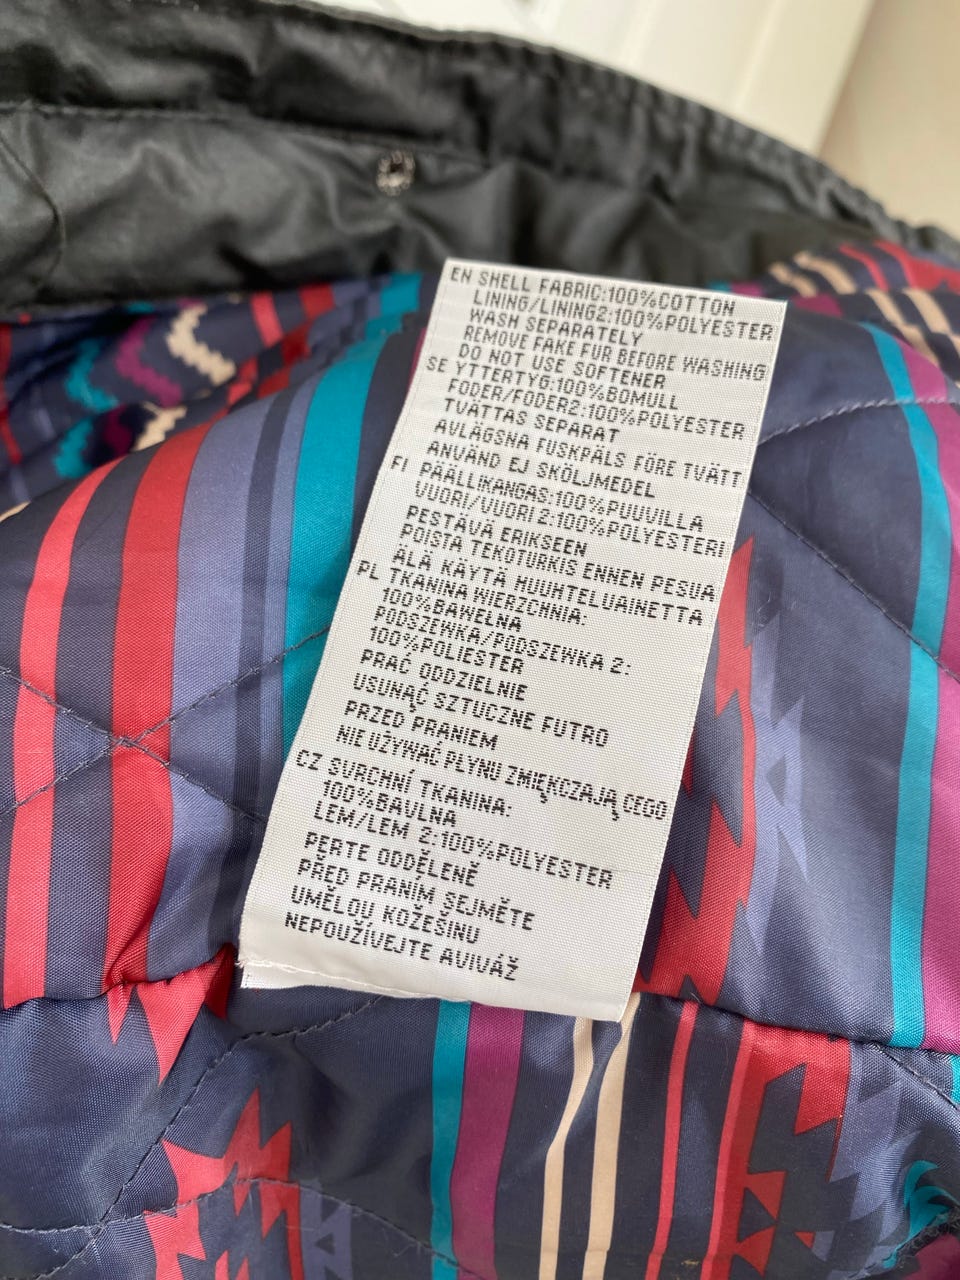 EN SHELL FABRIC:100%COTTON
LINING/LINING2:100%POLYESTER
WASH SEPARATELY
REMOVE FAKE FUR BEFORE WASHING
DO NOT USE SOFTENER
SE YTTERTYG:100%BOMULL
FODER/FODER2:100%POLYESTER
TVÄTTAS SEPARAT
AVLÄGSNA FUSKPÄLS FÖRE TVÄTT
ANVÄND EJ SKÖLJMEDEL
FI PÄÄLLIKANGAS:100%PUUVILLA
VUORI/VUORI 2:100%POLYESTERI
PESTÄVÄ ERIKSEEN
POISTA TEKOTURKIS ENNEN PESUA
ÄLÄ KÄYTÄ HUUHTELUAINETTA
PL TKANINA WIERZCHNIA:
100%BAWEŁNA
PODSZEWKA/PODSZEWKA 2:
100%POLIESTER
PRAĆ ODDZIELNIE
USUNĄĆ SZTUCZNE FUTRO
PRZED PRANIEM
NIE UŻYWAĆ PŁYNU ZMIĘKCZAJĄ CEGO
CZ SVRCHNÍ TKANINA:
100%BAVLNA
LEM/LEM 2:100%POLYESTER
PERTE ODDĚLENĚ
PŘED PRANÍM SEJMĚTE
UMĚLOU KOŽEŠINU
NEPOUŽÍVEJTE AVIVÁŽ